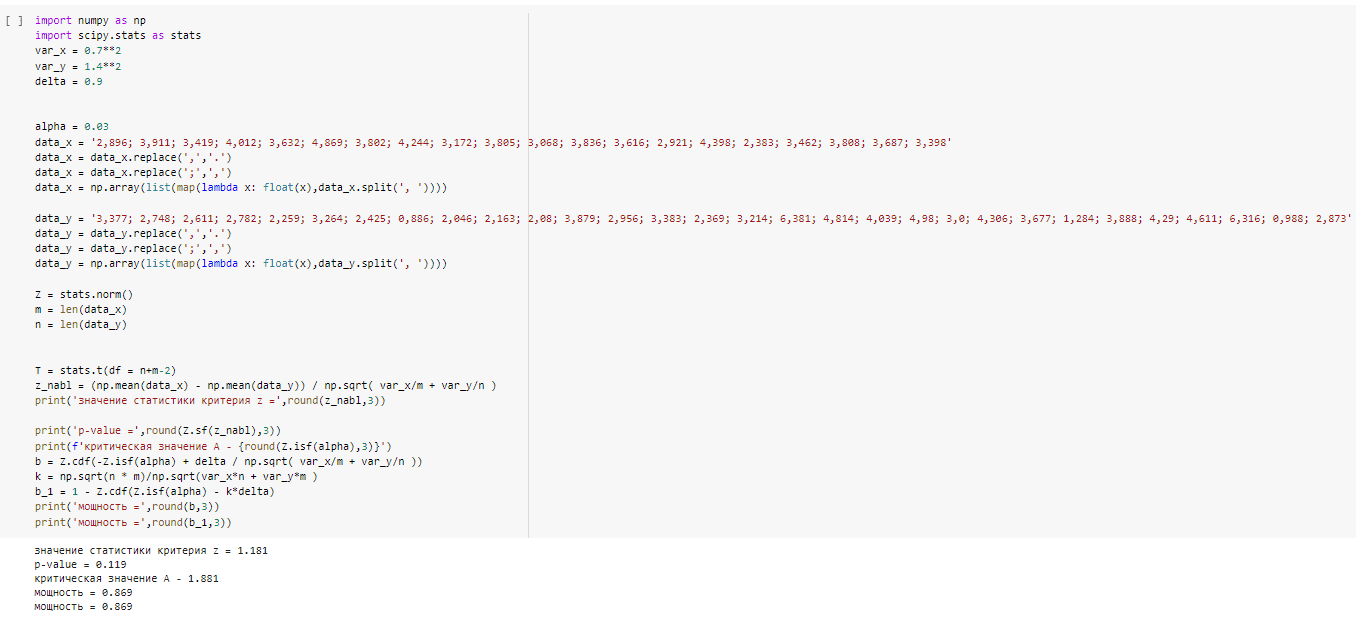 [ ] import numpy as np
import scipy.stats as stats
var_x = 0.7**2
var_y = 1.4**2
delta = 0.9
alpha = 0.03
data_x = '2,896; 3,911; 3,419; 4,012; 3,632; 4,869; 3,802; 4,244; 3,172; 3,805; 3,068; 3,836; 3,616; 2,921; 4,398; 2,383; 3,462; 3,808; 3,687; 3,398'
data_x = data_x.replace(',','.')
data_x = data_x.replace(';',',')
data_x = np.array(list(map(lambda x: float(x),data_x.split(', '))))
data_y = '3,377; 2,748; 2,611; 2,782; 2,259; 3,264; 2,425; 0,886; 2,046; 2,163; 2,08; 3,879; 2,956; 3,383; 2,369; 3,214; 6,381; 4,814; 4,039; 4,98; 3,0; 4,306; 3,677; 1,284; 3,888; 4,29; 4,611; 6,316; 0,988; 2,873'
data_y = data_y.replace(',','.')
data_y = data_y.replace(';',',')
data_y = np.array(list(map(lambda x: float(x),data_y.split(', '))))
Z = stats.norm()
m = len(data_x)
n = len(data_y)
T = stats.t(df = n+m-2)
z_nabl = (np.mean(data_x) - np.mean(data_y)) / np.sqrt( var_x/m + var_y/n )
print('значение статистики критерия z =',round(z_nabl,3))
print('p-value =',round(Z.sf(z_nabl),3))
print(f'критическая значение A - {round(Z.isf(alpha),3)}')
b = Z.cdf(-Z.isf(alpha) + delta / np.sqrt( var_x/m + var_y/n ))
k = np.sqrt(n * m)/np.sqrt(var_x*n + var_y*m )
b_1 = 1 - Z.cdf(Z.isf(alpha) - k*delta)
print('мощность =',round(b,3))
print('мощность =',round(b_1,3))
значение статистики критерия z = 1.181
p-value = 0.119
критическая значение A - 1.881
мощность = 0.869
мощность = 0.869